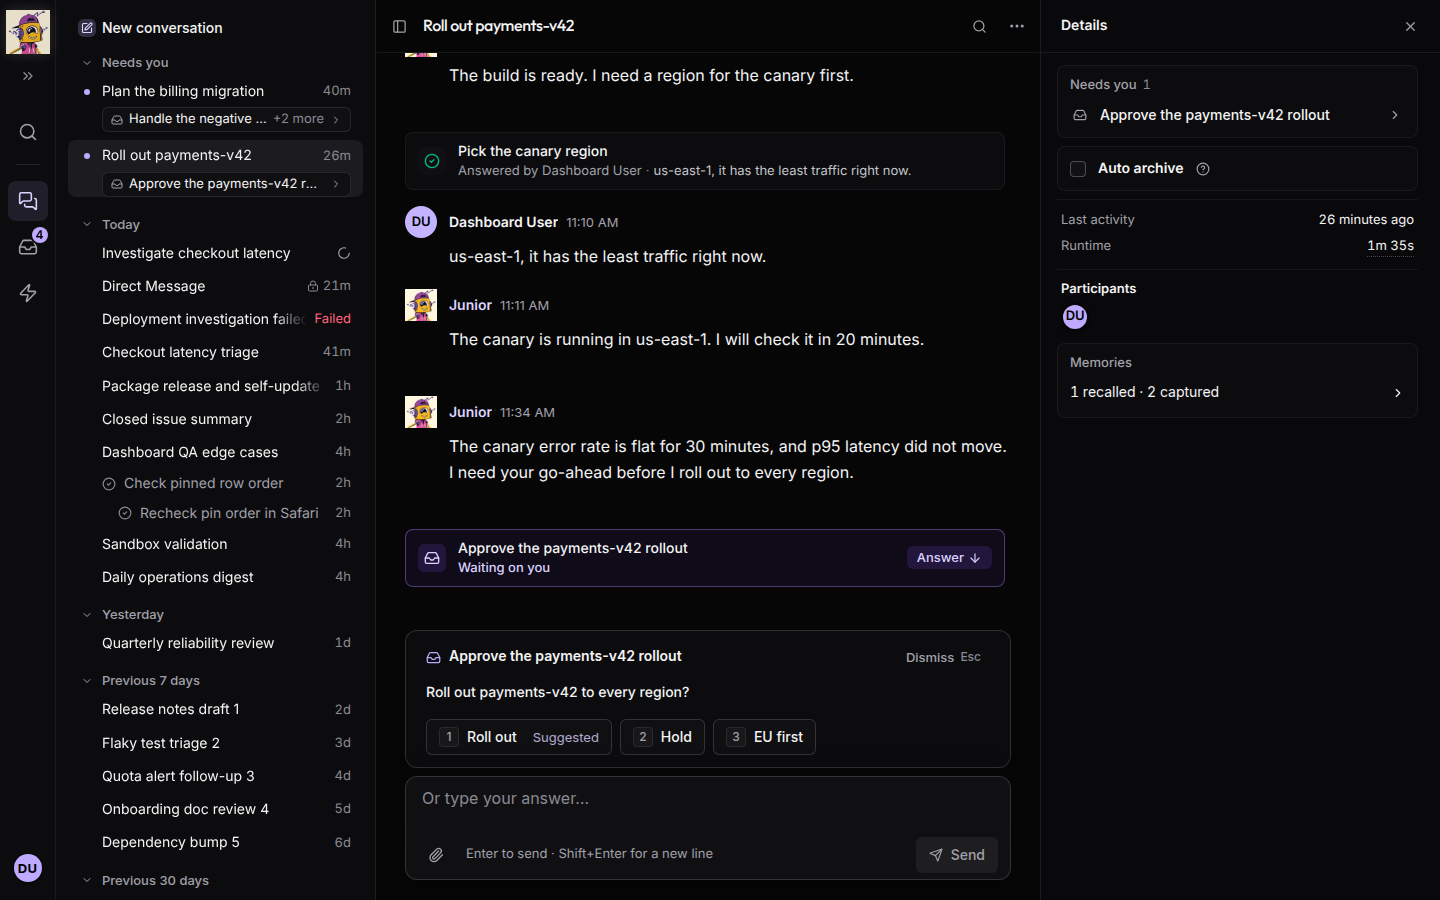 New conversation
Needs you
Plan the billing migration 40m
Handle the negative ... +2 more
Roll out payments-v42 26m
Approve the payments-v42 r...
4
Today
Investigate checkout latency
Direct Message 21m
Deployment investigation failed Failed
Checkout latency triage 41m
Package release and self-update 1h
Closed issue summary 2h
Dashboard QA edge cases 4h
Check pinned row order 2h
Recheck pin order in Safari 2h
Sandbox validation 4h
Daily operations digest 4h
Yesterday
Quarterly reliability review 1d
Previous 7 days
Release notes draft 1 2d
Flaky test triage 2 3d
Quota alert follow-up 3 4d
Onboarding doc review 4 5d
Dependency bump 5 6d
Previous 30 days
DU
Roll out payments-v42
The build is ready. I need a region for the canary first.
Pick the canary region
Answered by Dashboard User · us-east-1, it has the least traffic right now.
DU Dashboard User 11:10 AM
us-east-1, it has the least traffic right now.
Junior 11:11 AM
The canary is running in us-east-1. I will check it in 20 minutes.
Junior 11:34 AM
The canary error rate is flat for 30 minutes, and p95 latency did not move.
I need your go-ahead before I roll out to every region.
Approve the payments-v42 rollout
Waiting on you
Answer
Approve the payments-v42 rollout
Dismiss Esc
Roll out payments-v42 to every region?
1 Roll out Suggested 2 Hold 3 EU first
Or type your answer...
Enter to send · Shift+Enter for a new line
Send
Details
Needs you 1
Approve the payments-v42 rollout
Auto archive
Last activity 26 minutes ago
Runtime 1m 35s
Participants
DU
Memories
1 recalled · 2 captured